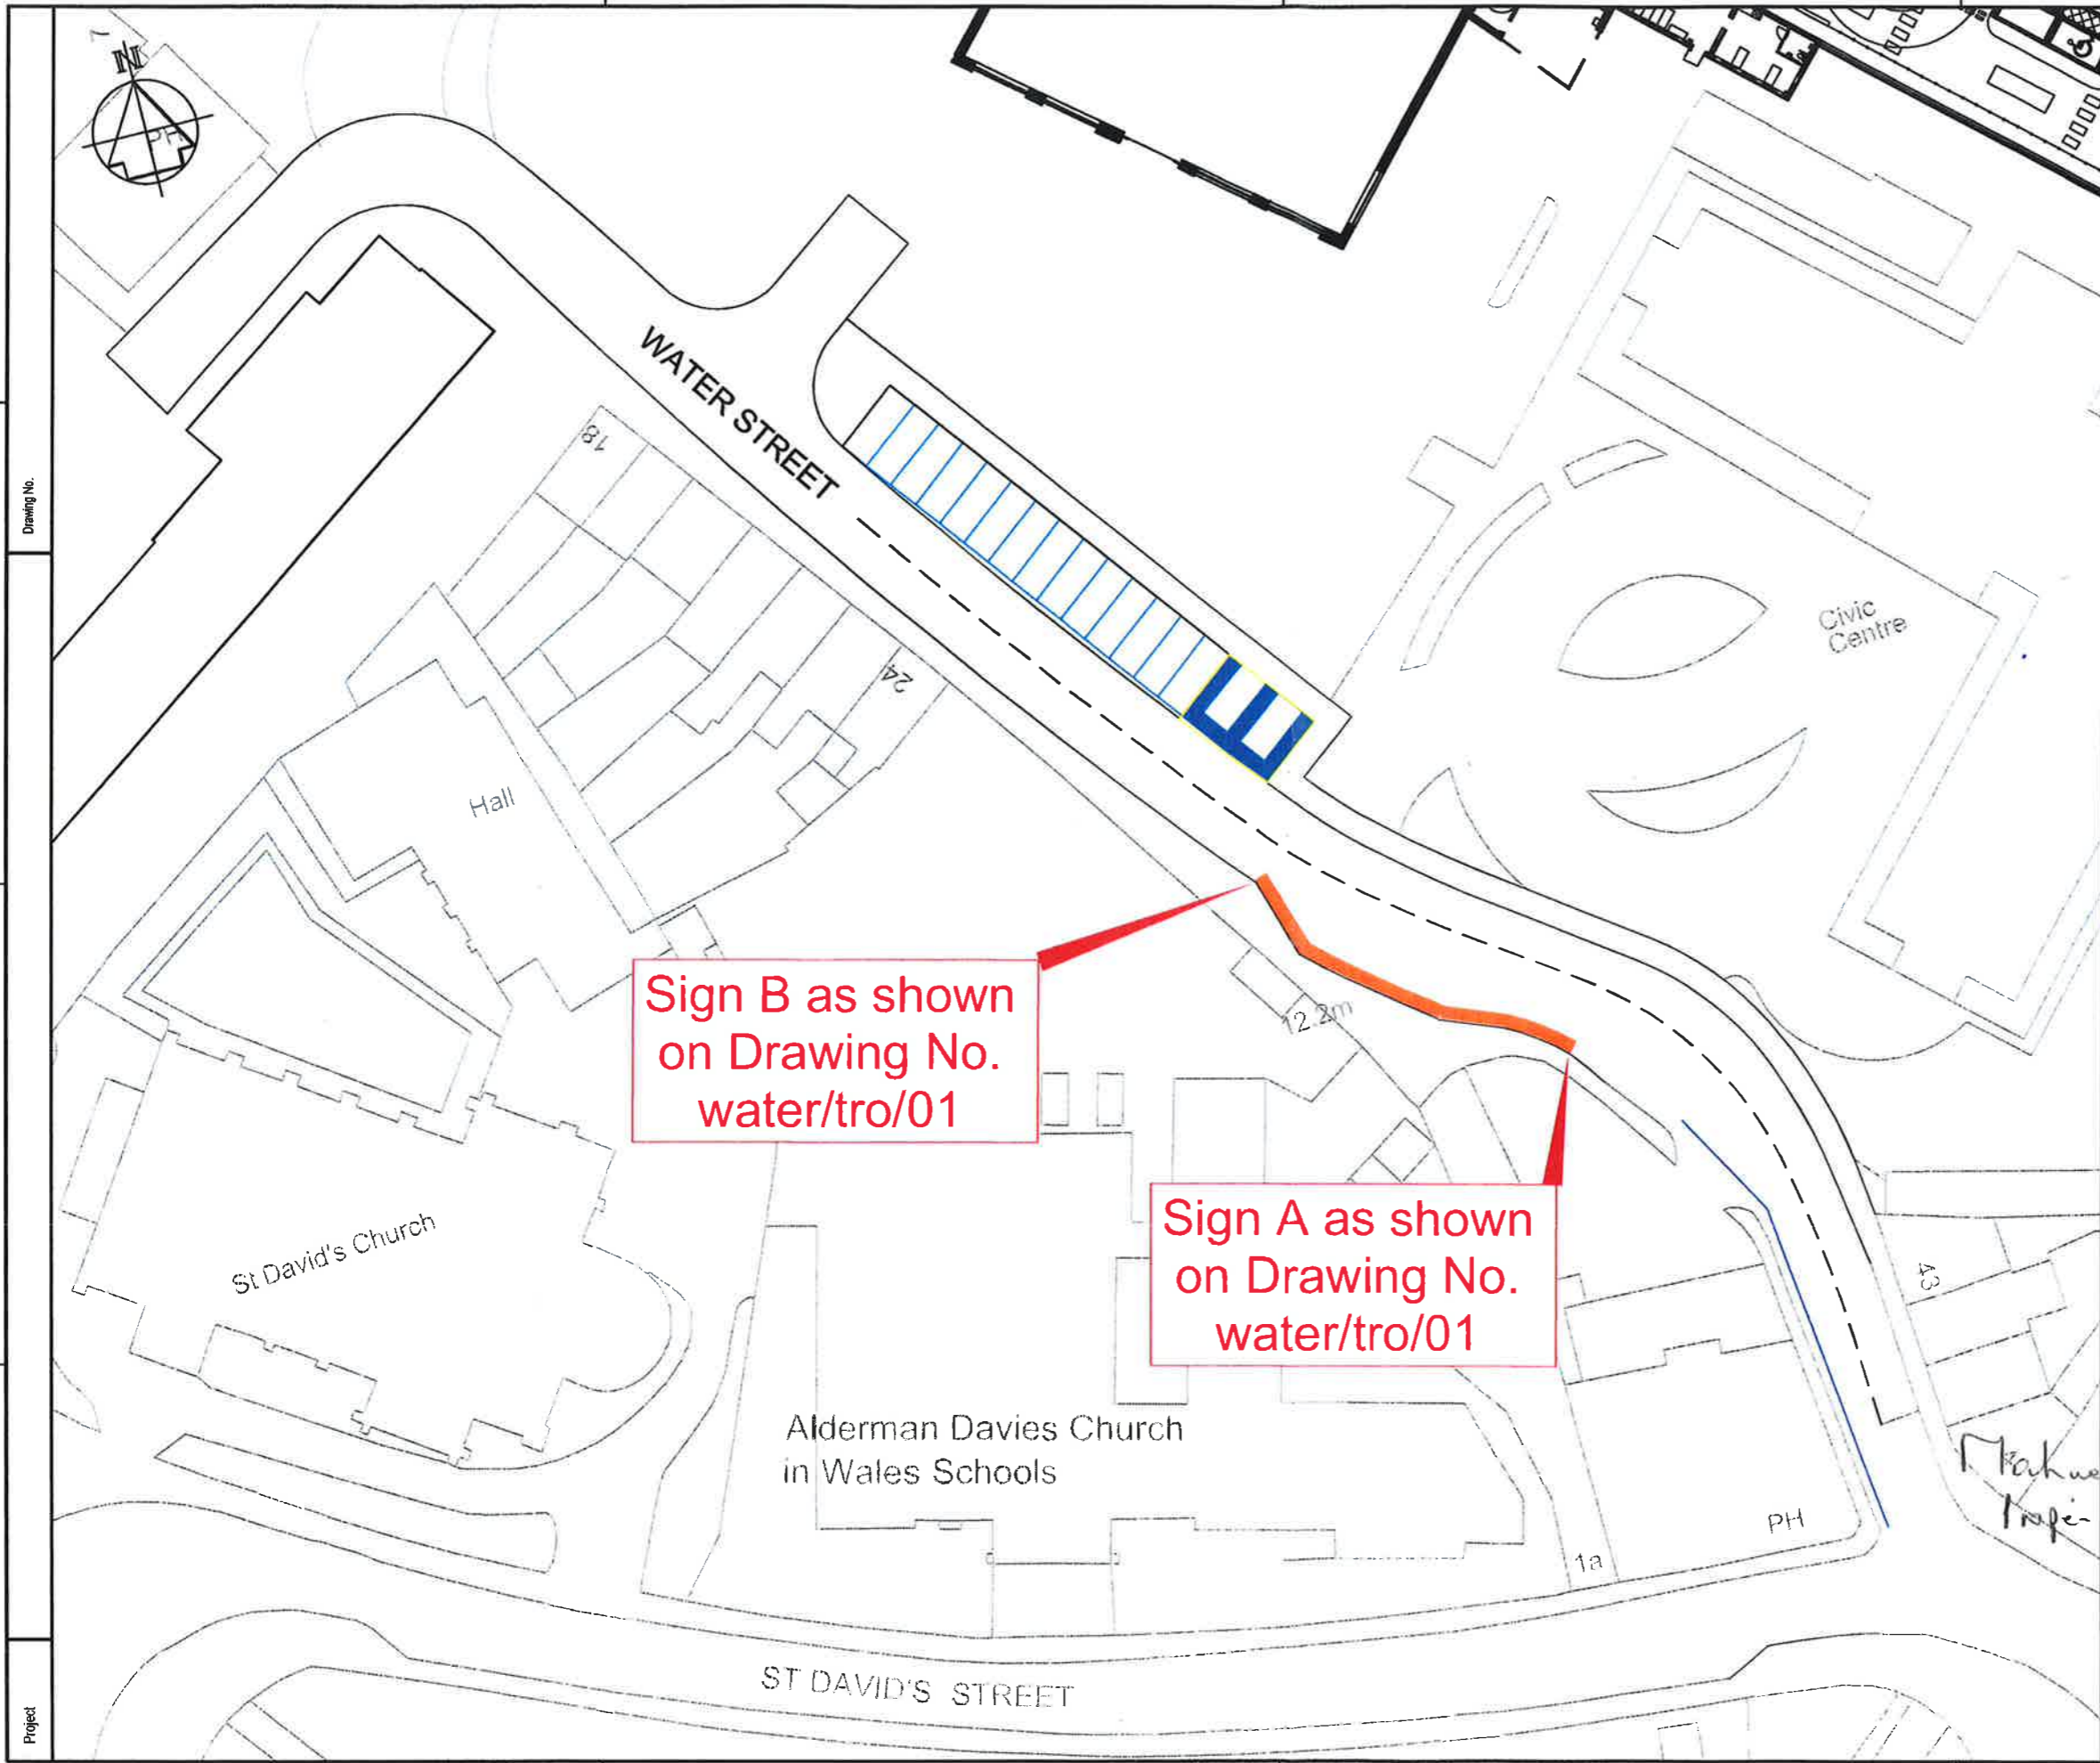 N
PH
Drawing No.
WATER STREET
18
24
Civic
Centre
Hall
Sign B as shown
on Drawing No.
water/tro/01
12.2m
Sign A as shown
on Drawing No.
water/tro/01
St David's Church
43
Alderman Davies Church
in Wales Schools
PH
1a
ST DAVID'S STREET
Project